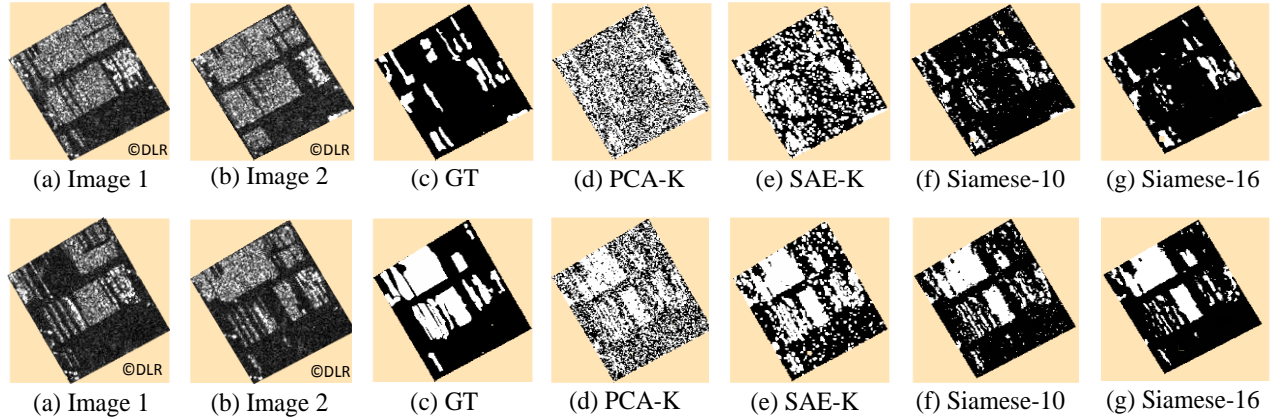 ©DLR ©DLR
(a) Image 1 (b) Image 2 (c) GT (d) PCA-K (e) SAE-K (f) Siamese-10 (g) Siamese-16
©DLR ©DLR
(a) Image 1 (b) Image 2 (c) GT (d) PCA-K (e) SAE-K (f) Siamese-10 (g) Siamese-16